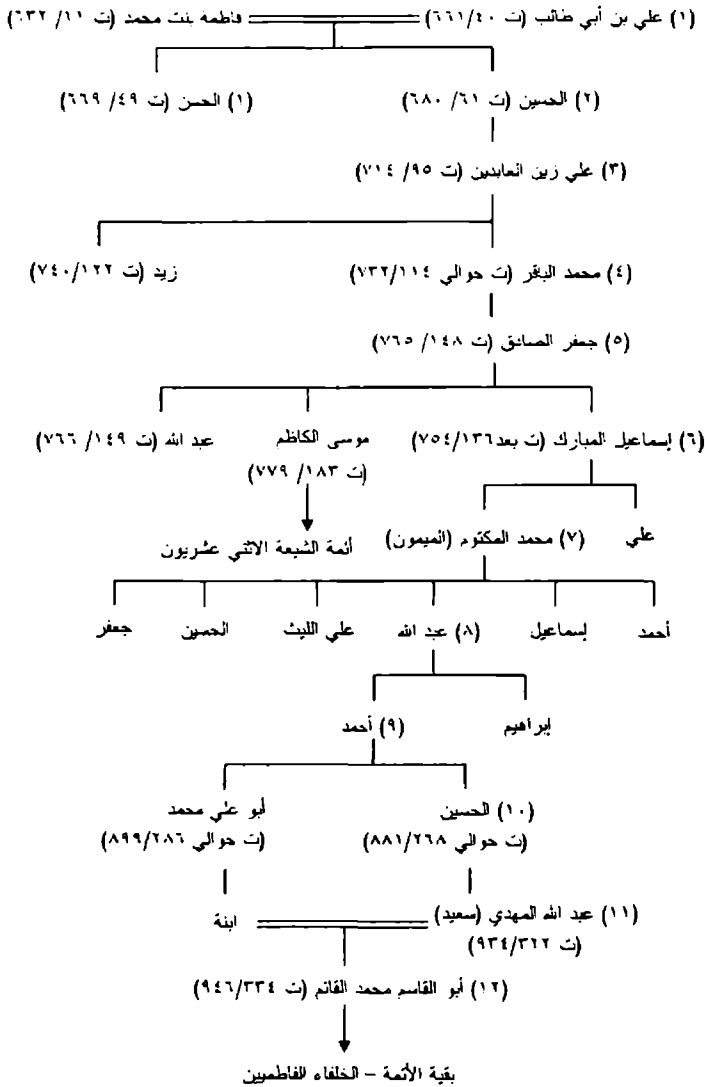 (١) علي بن أبي طالب (ت ٤٠/٦٦١) فاطمة بنت محمد (ت ١١/ ٦٣٢)
(٢) الحسين (ت ٦١/ ٦٨٠) (١) الحسن (ت ٤٩/ ٦٦٩)
(٣) علي زين العابدين (ت ٩٥/ ٧١٤)
(٤) محمد الباقر (ت حوالي ١١٤/٧٣٢) زيد (ت ١٢٢/٧٤٠)
(٥) جعفر الصادق (ت ١٤٨/ ٧٦٥)
(٦) إسماعيل المبارك (ت بعد١٣٦/٧٥٤) موسى الكاظم عبد الله (ت ١٤٩/ ٧٦٦)
(ت ١٨٣/ ٧٧٩)
علي (٧) محمد المكتوم (الميمون) أئمة الشيعة الاثني عشريون
أحمد إسماعيل (٨) عبد الله علي الليث الحسين جعفر
إبراهيم (٩) أحمد
(١٠) الحسين أبو علي محمد
(ت حوالي ٢٦٨/٨٨١) (ت حوالي ٢٨٦/٨٩٩)
(١١) عبد الله المهدي (سعيد) ابنة
(ت ٣٢٢/٩٣٤)
(١٢) أبو القاسم محمد القائم (ت ٣٣٤/٩٤٦)
بقية الأئمة – الخلفاء الفاطميين